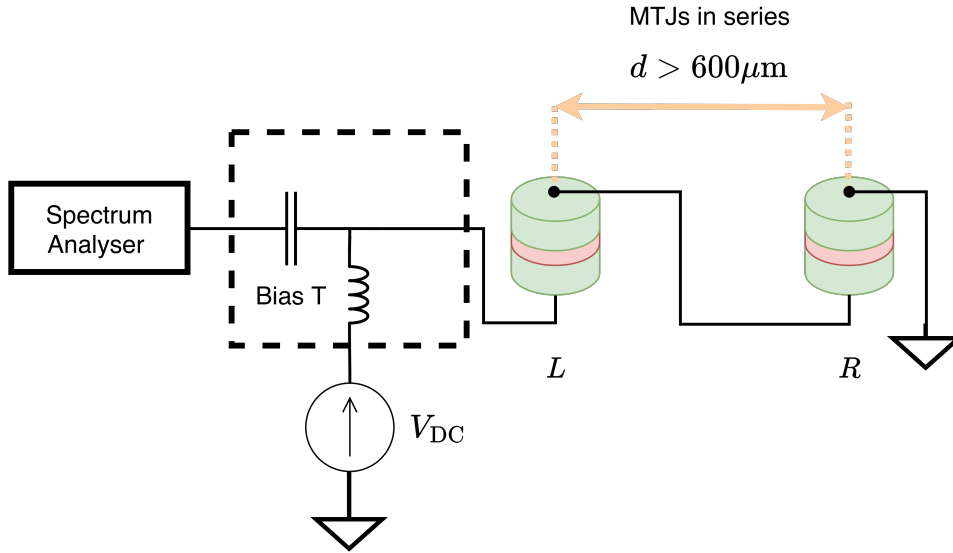 MTJs in series
d > 600μm
Spectrum
Analyser
Bias T
L
R
V_DC